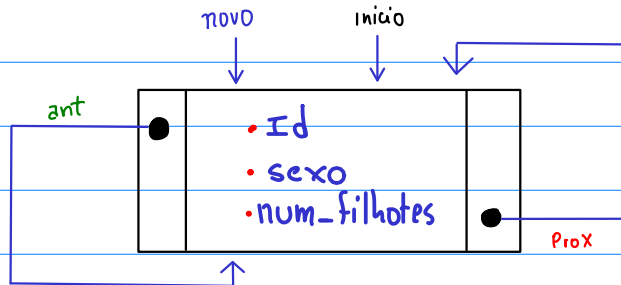 novo
inicio
ant
• Id
• sexo
• num_filhotes
Prox